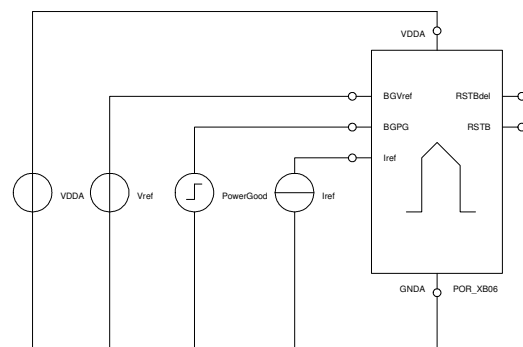 VDDA
BGVref
RSTBdel
BGPG
RSTB
Iref
VDDA
Vref
PowerGood
Iref
GNDA
POR_XB06